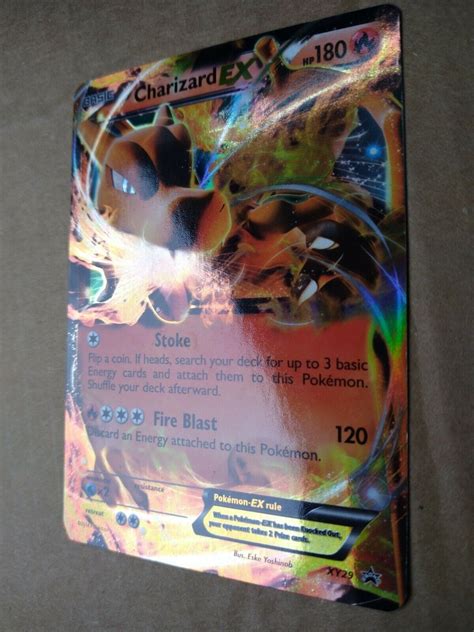 BASIC Charizard EX HP 180
Stoke
Flip a coin. If heads, search your deck for up to 3 basic
Energy cards and attach them to this Pokémon.
Shuffle your deck afterward.
Fire Blast 120
Discard an Energy attached to this Pokémon.
×2 resistance
retreat
Pokémon-EX rule
When a Pokémon-EX has been Knocked Out,
your opponent takes 2 Prize cards.
Illus. Eske Yoshinob
XY29